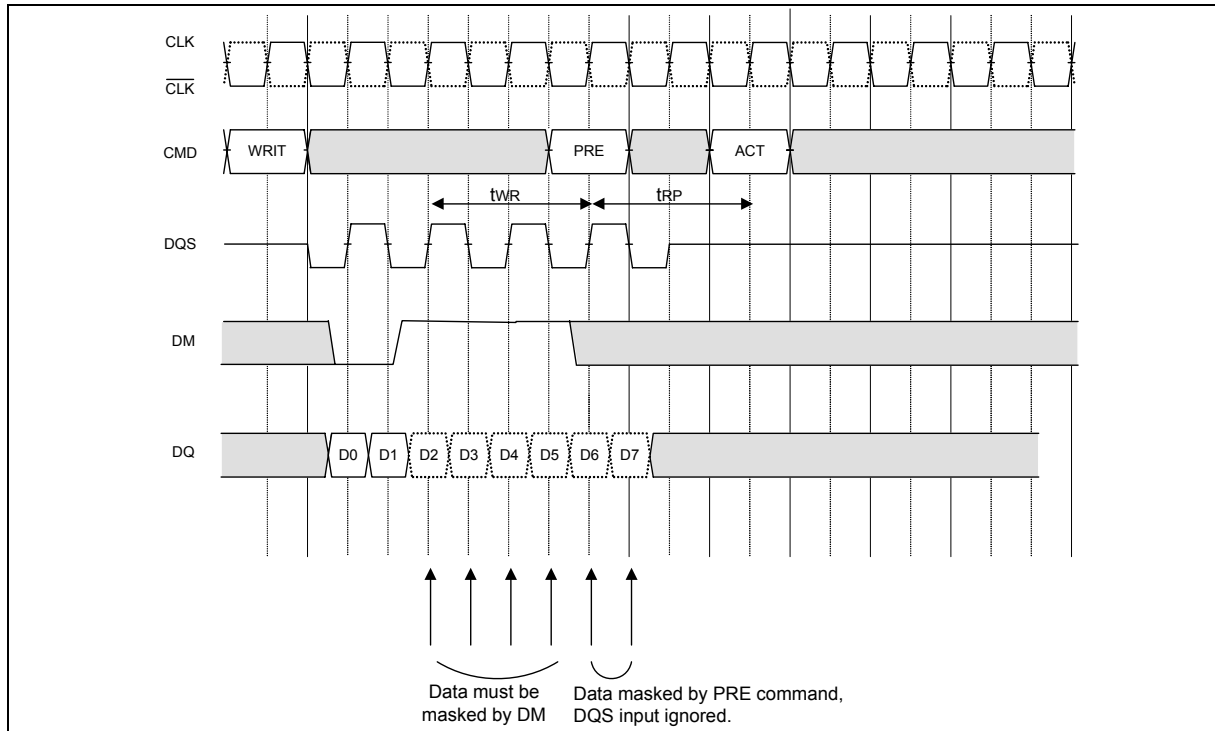 CLK
CLK
CMD WRIT PRE ACT
tWR tRP
DQS
DM
DQ D0 D1 D2 D3 D4 D5 D6 D7
Data must be
masked by DM
Data masked by PRE command,
DQS input ignored.